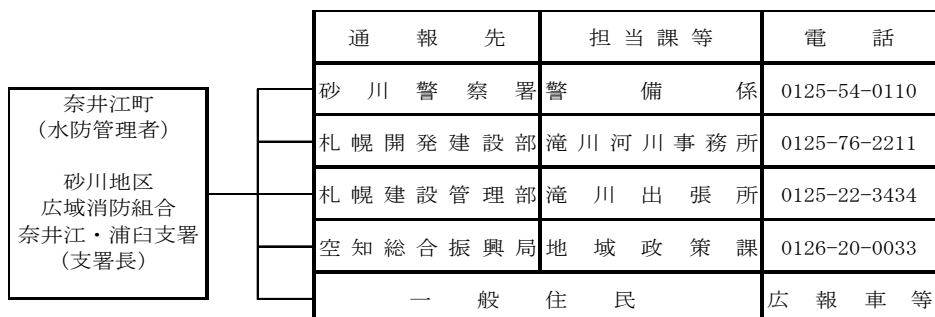 奈井江町
(水防管理者)
砂川地区
広域消防組合
奈井江・浦臼支署
(支署長)
通報先 担当課等 電話
砂川警察署 警備係 0125-54-0110
札幌開発建設部 滝川河川事務所 0125-76-2211
札幌建設管理部 滝川出張所 0125-22-3434
空知総合振興局 地域政策課 0126-20-0033
一般住民 広報車等